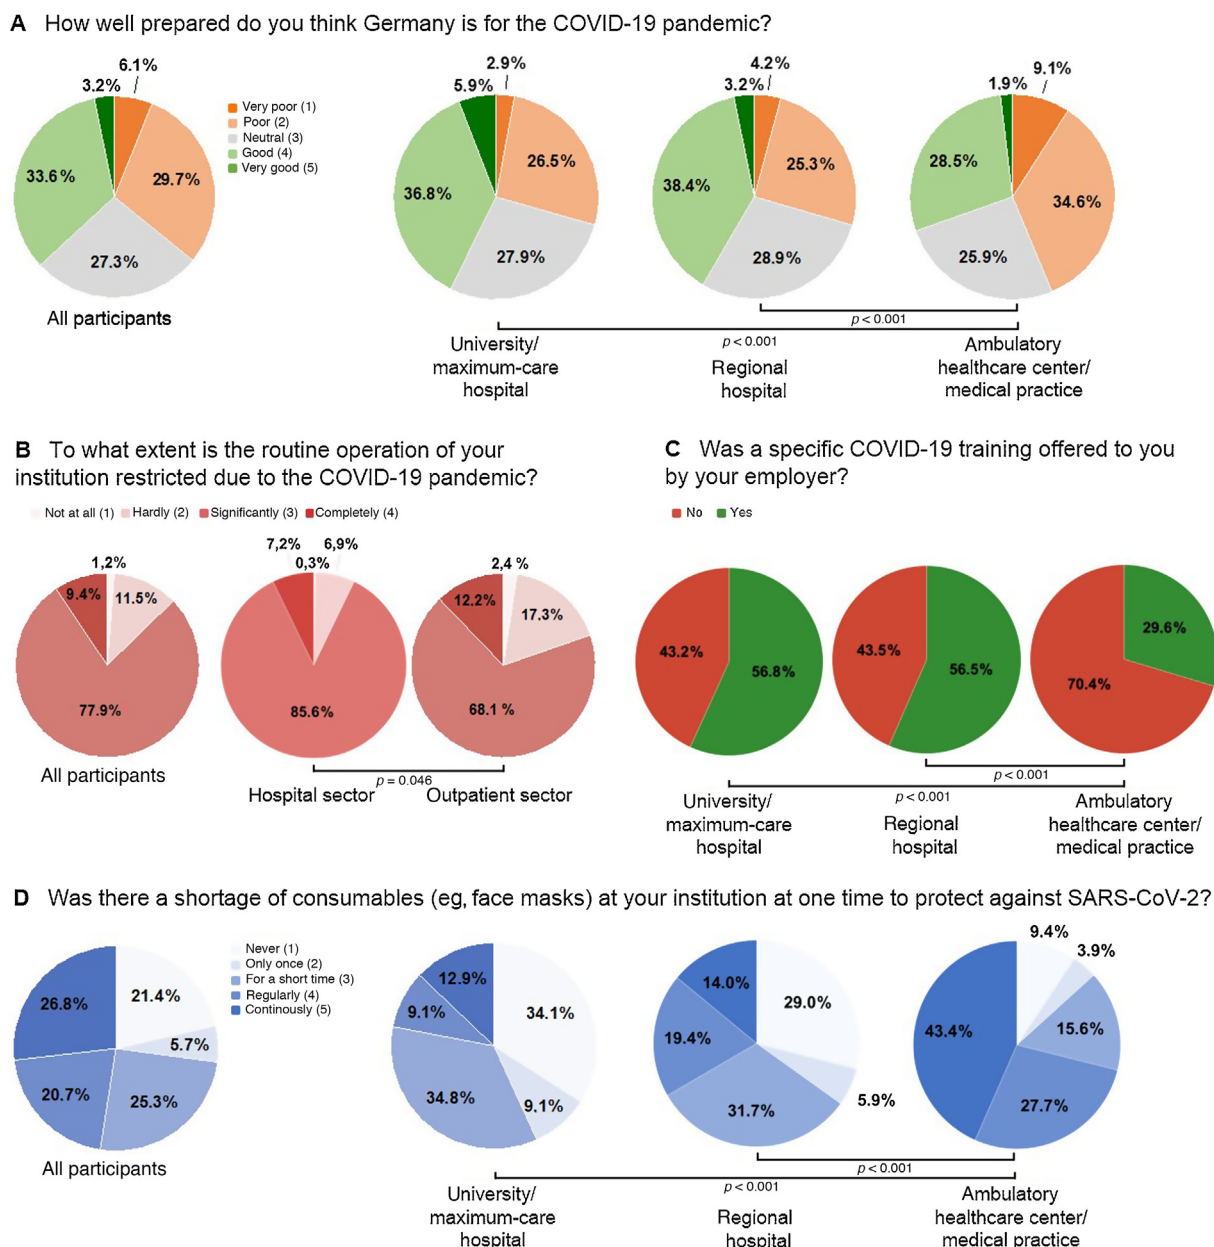 A How well prepared do you think Germany is for the COVID-19 pandemic?
6.1%
3.2%
33.6%
29.7%
27.3%
All participants
Very poor (1)
Poor (2)
Neutral (3)
Good (4)
Very good (5)
2.9%
5.9%
26.5%
36.8%
27.9%
4.2%
3.2%
25.3%
38.4%
28.9%
9.1%
1.9%
28.5%
34.6%
25.9%
p < 0.001
p < 0.001
University/
maximum-care
hospital
Regional
hospital
Ambulatory
healthcare center/
medical practice
B To what extent is the routine operation of your
institution restricted due to the COVID-19 pandemic?
Not at all (1) Hardly (2) Significantly (3) Completely (4)
1,2%
9.4%
11.5%
77.9%
All participants
7,2%
6,9%
0,3%
85.6%
2,4 %
12.2%
17.3%
68.1 %
p = 0.046
Hospital sector
Outpatient sector
C Was a specific COVID-19 training offered to you
by your employer?
No Yes
43.2%
56.8%
43.5%
56.5%
29.6%
70.4%
p < 0.001
p < 0.001
University/
maximum-care
hospital
Regional
hospital
Ambulatory
healthcare center/
medical practice
D Was there a shortage of consumables (eg, face masks) at your institution at one time to protect against SARS-CoV-2?
26.8%
21.4%
5.7%
20.7%
25.3%
All participants
Never (1)
Only once (2)
For a short time (3)
Regularly (4)
Continously (5)
12.9%
9.1%
34.1%
34.8%
9.1%
14.0%
29.0%
19.4%
31.7%
5.9%
9.4%
3.9%
43.4%
15.6%
27.7%
p < 0.001
p < 0.001
University/
maximum-care
hospital
Regional
hospital
Ambulatory
healthcare center/
medical practice